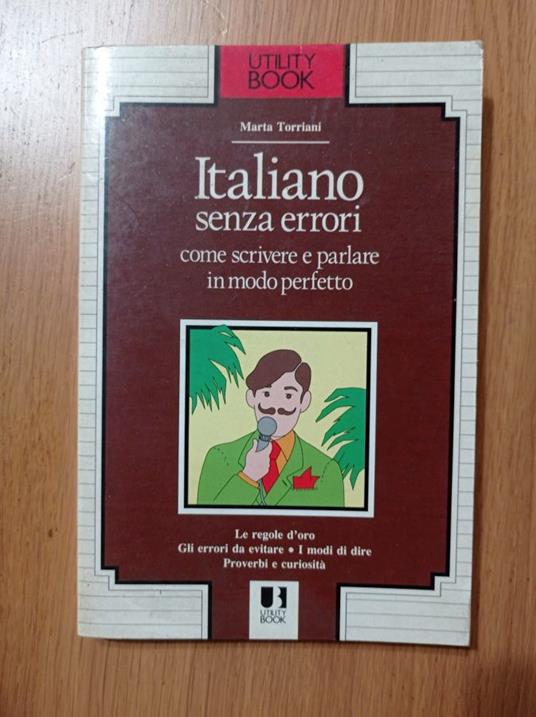 UTILITY
BOOK
Marta Torriani
Italiano
senza errori
come scrivere e parlare
in modo perfetto
Le regole d'oro
Gli errori da evitare • I modi di dire
Proverbi e curiosità
UB
UTILITY
BOOK